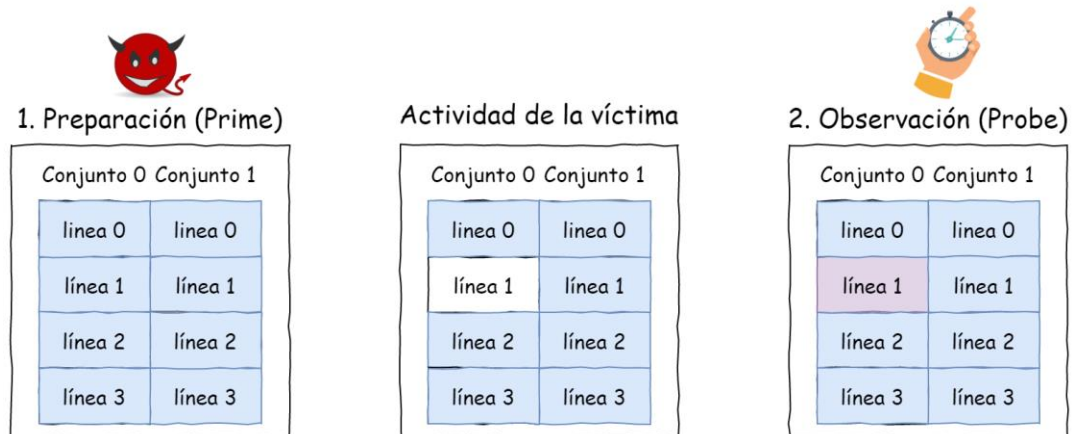 1. Preparación (Prime)
Conjunto 0 Conjunto 1
linea 0 linea 0
línea 1 línea 1
línea 2 línea 2
línea 3 línea 3
Actividad de la víctima
Conjunto 0 Conjunto 1
linea 0 linea 0
línea 1 línea 1
línea 2 línea 2
línea 3 línea 3
2. Observación (Probe)
Conjunto 0 Conjunto 1
linea 0 linea 0
línea 1 línea 1
línea 2 línea 2
línea 3 línea 3